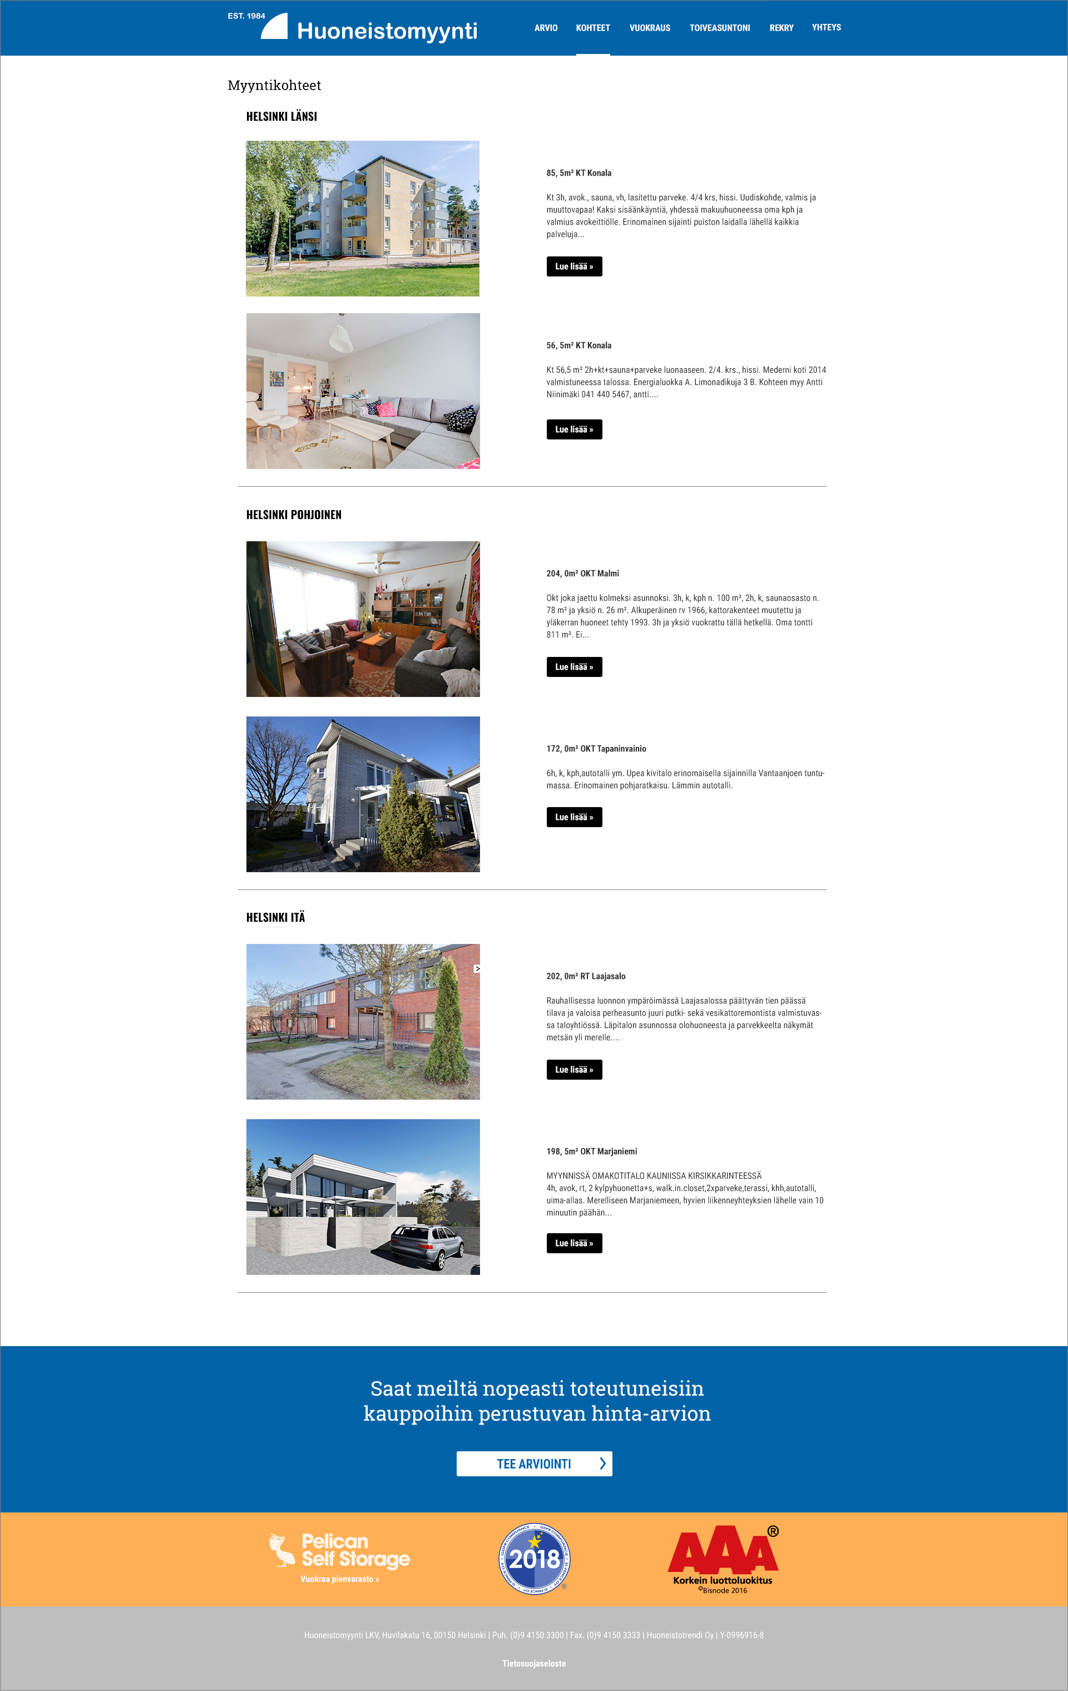 EST. 1984
Huoneistomyynti
ARVIO KOHTEET VUOKRAUS TOIVEASUNTONI REKRY YHTEYS
Myyntikohteet
HELSINKI LÄNSI
85, 5m² KT Konala
Kt 3h, avok., sauna, vh, lasitettu parveke. 4/4 krs, hissi. Uudiskohde, valmis ja
muuttovapaa! Kaksi sisäänkäyntiä, yhdessä makuuhuoneessa oma kph ja
valmius avokeittiölle. Erinomainen sijainti puiston laidalla lähellä kaikkia
palveluja...
Lue lisää »
56, 5m² KT Konala
Kt 56,5 m² 2h+kt+sauna+parveke luonaaseen. 2/4. krs., hissi. Mederni koti 2014
valmistuneessa talossa. Energialuokka A. Limonadikuja 3 B. Kohteen myy Antti
Niinimäki 041 440 5467, antti....
Lue lisää »
HELSINKI POHJOINEN
204, 0m² OKT Malmi
Okt joka jaettu kolmeksi asunnoksi. 3h, k, kph n. 100 m², 2h, k, saunaosasto n.
78 m² ja yksiö n. 26 m². Alkuperäinen rv 1966, kattorakenteet muutettu ja
yläkerran huoneet tehty 1993. 3h ja yksiö vuokrattu tällä hetkellä. Oma tontti
811 m². Ei...
Lue lisää »
172, 0m² OKT Tapaninvainio
6h, k, kph,autotalli ym. Upea kivitalo erinomaisella sijainnilla Vantaanjoen tuntu-
massa. Erinomainen pohjaratkaisu. Lämmin autotalli.
Lue lisää »
HELSINKI ITÄ
202, 0m² RT Laajasalo
Rauhallisessa luonnon ympäröimässä Laajasalossa päättyvän tien päässä
tilava ja valoisa perheasunto juuri putki- sekä vesikattoremontista valmistuvas-
sa taloyhtiössä. Läpitalon asunnossa olohuoneesta ja parvekkeelta näkymät
metsän yli merelle....
Lue lisää »
198, 5m² OKT Marjaniemi
MYYNNISSÄ OMAKOTITALO KAUNIISSA KIRSIKKARINTEESSÄ
4h, avok, rt, 2 kylpyhuonetta+s, walk.in.closet,2xparveke,terassi, khh,autotalli,
uima-allas. Merelliseen Marjaniemeen, hyvien liikenneyhteyksien lähelle vain 10
minuutin päähän...
Lue lisää »
Saat meiltä nopeasti toteutuneisiin
kauppoihin perustuvan hinta-arvion
TEE ARVIOINTI
Pelican
Self Storage
Vuokraa pienvarasto »
2018
®
AAA®
Korkein luottoluokitus
©Bisnode 2016
Huoneistomyynti LKV, Huvilakatu 16, 00150 Helsinki | Puh. (0)9 4150 3300 | Fax. (0)9 4150 3333 | Huoneistotrendi Oy | Y-0996916-8
Tietosuojaseloste